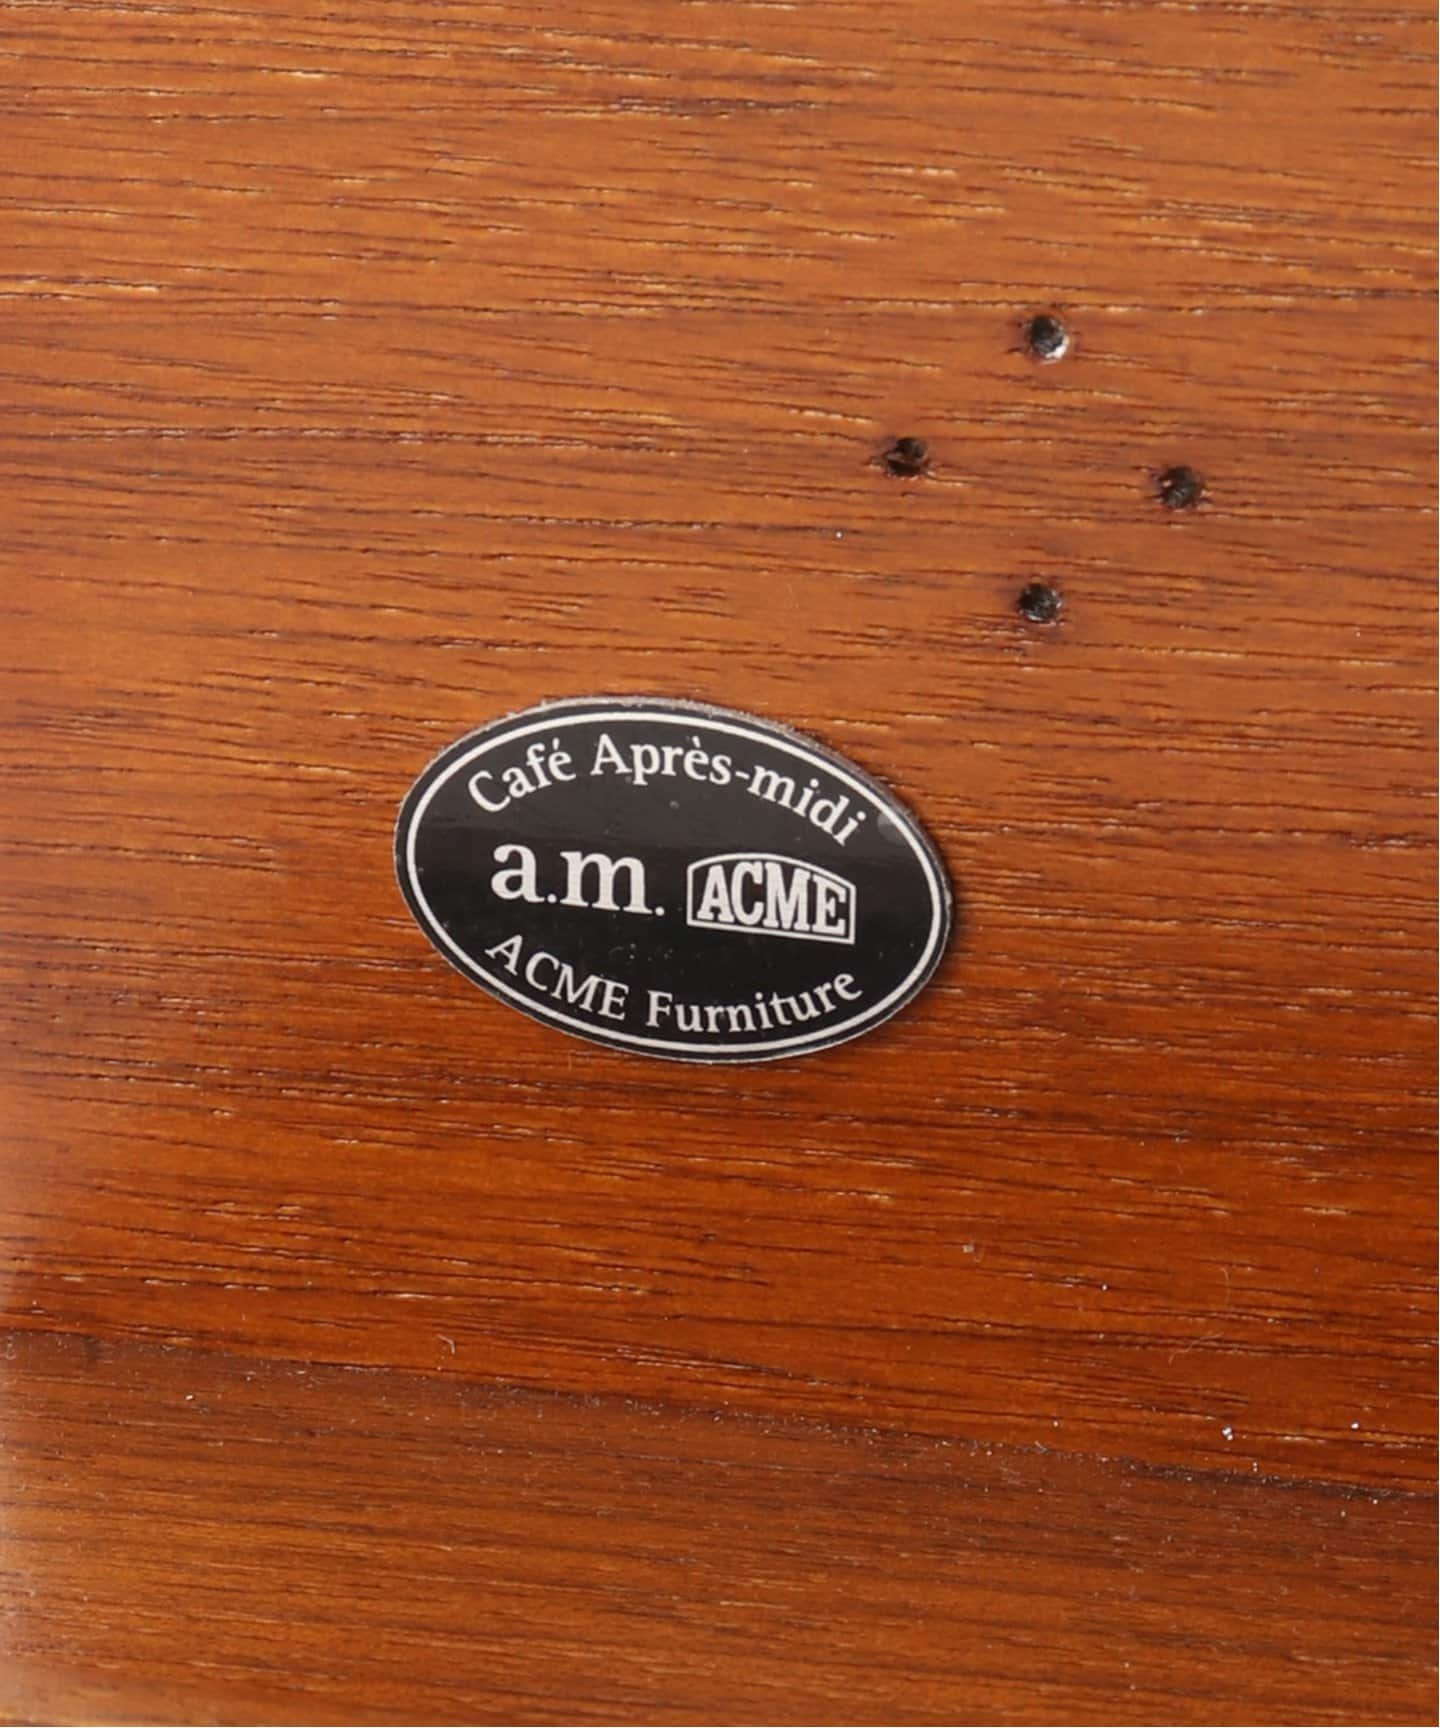 Café Après-midi
a.m. ACME
ACME Furniture